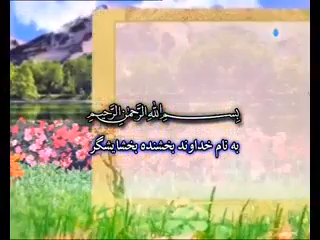 بسم الله الرحمن الرحیم
به نام خداوند بخشنده بخشایشگر